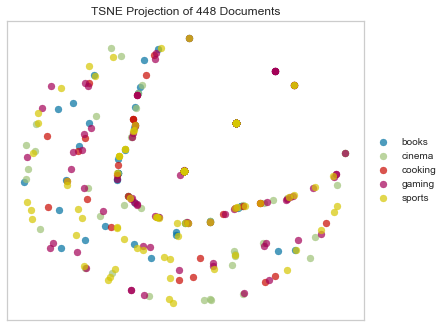 TSNE Projection of 448 Documents
books
cinema
cooking
gaming
sports